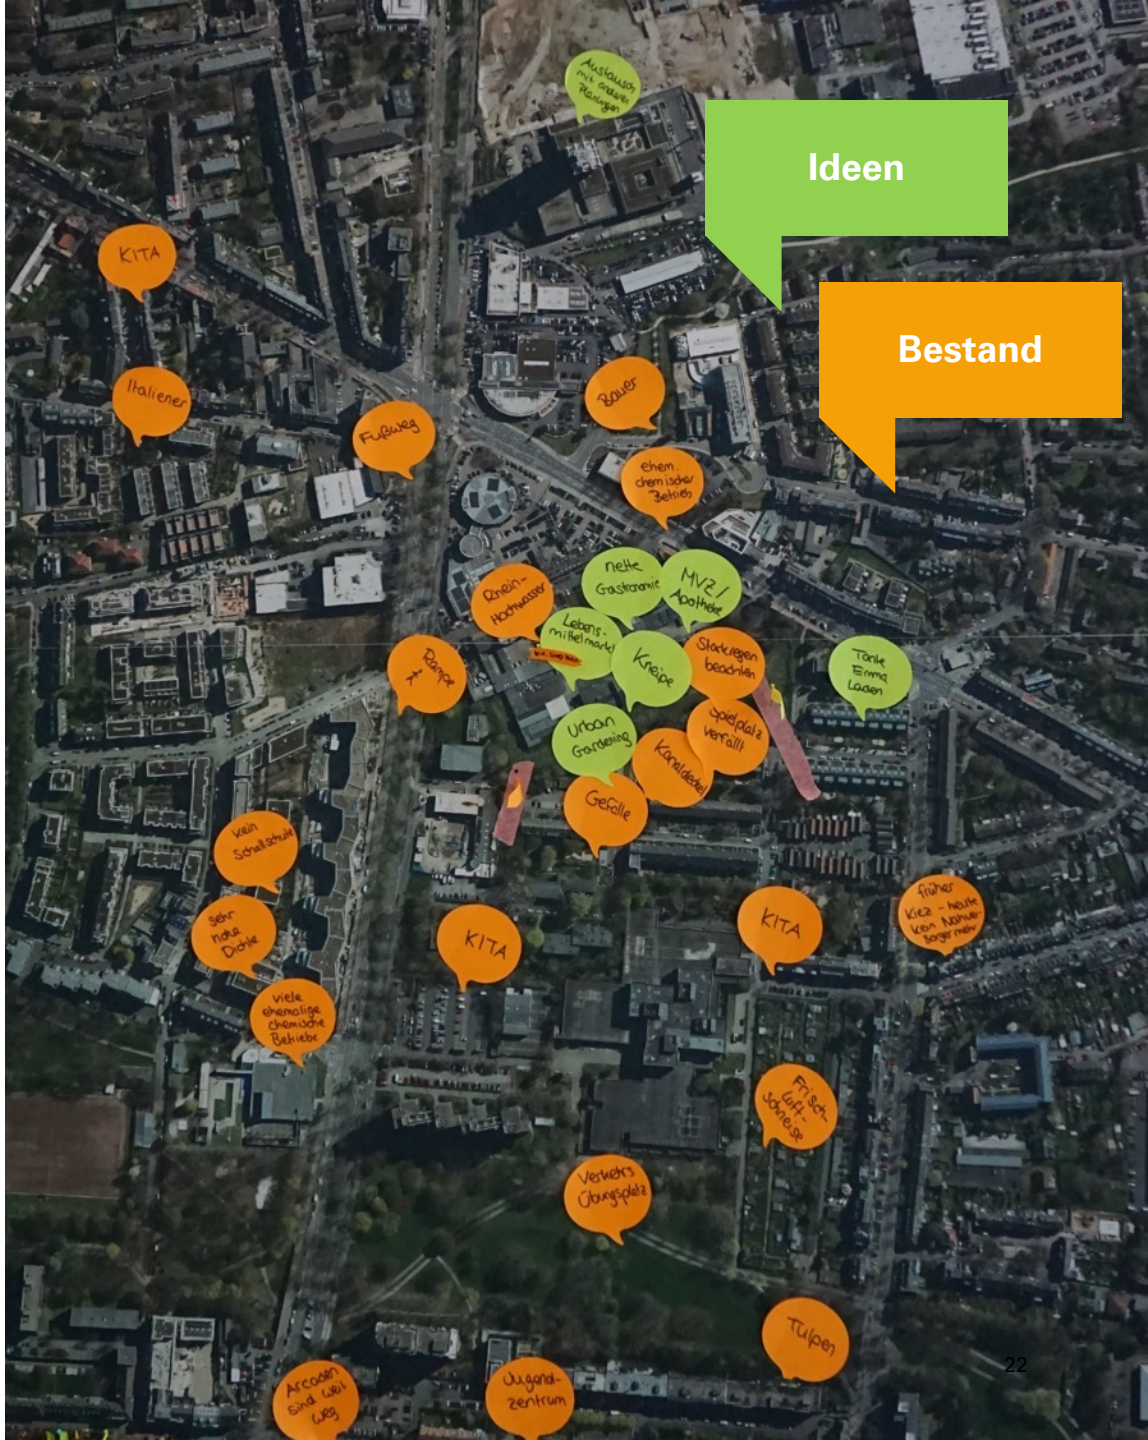 Austausch
mit anderen
Planungen
Ideen
KITA
Bestand
Italiener
Bauer
Fußweg
ehem.
chemischer
Betrieb
nette
Gastronomie
MVZ/
Apotheke
Rhein-
Hochwasser
Lebens-
mittelmarkt
Kneipe
Starkregen
beachten
Tante
Emma
Laden
Rampe
Urban
Gardening
Kanaldeckel
Spielplatz
verfällt
Gefälle
kein
Schallschutz
sehr
hohe
Dichte
KITA
KITA
früher
Kiez - heute
kein Nahver-
sorger mehr
viele
ehemalige
chemische
Betriebe
Frisch-
luft-
schneise
Verkehrs
Übungsplatz
Tulpen
22
Arcaden
sind weit
weg
Jugend-
zentrum